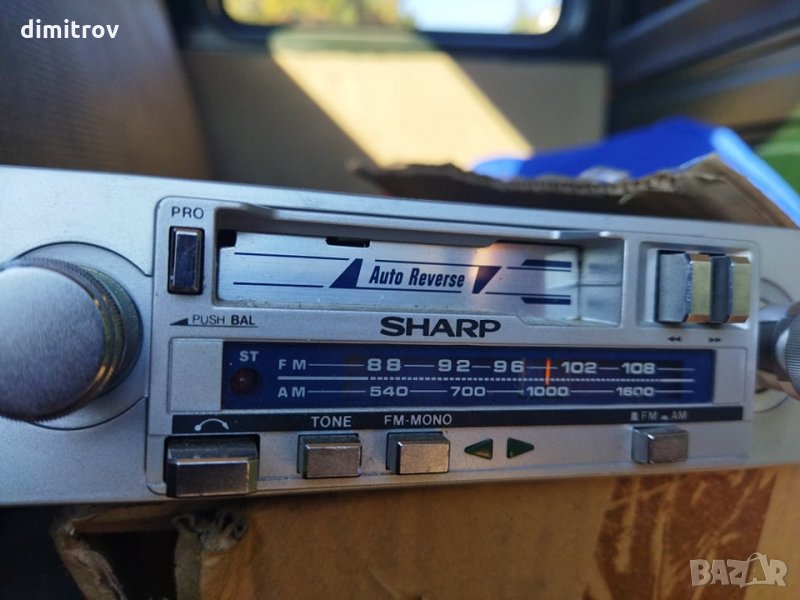 dimitrov
PRO
Auto Reverse
PUSH BAL
SHARP
ST
FM 88 92 96 102 108
AM 540 700 1000 1600
TONE FM-MONO
FM AM
BAZAR